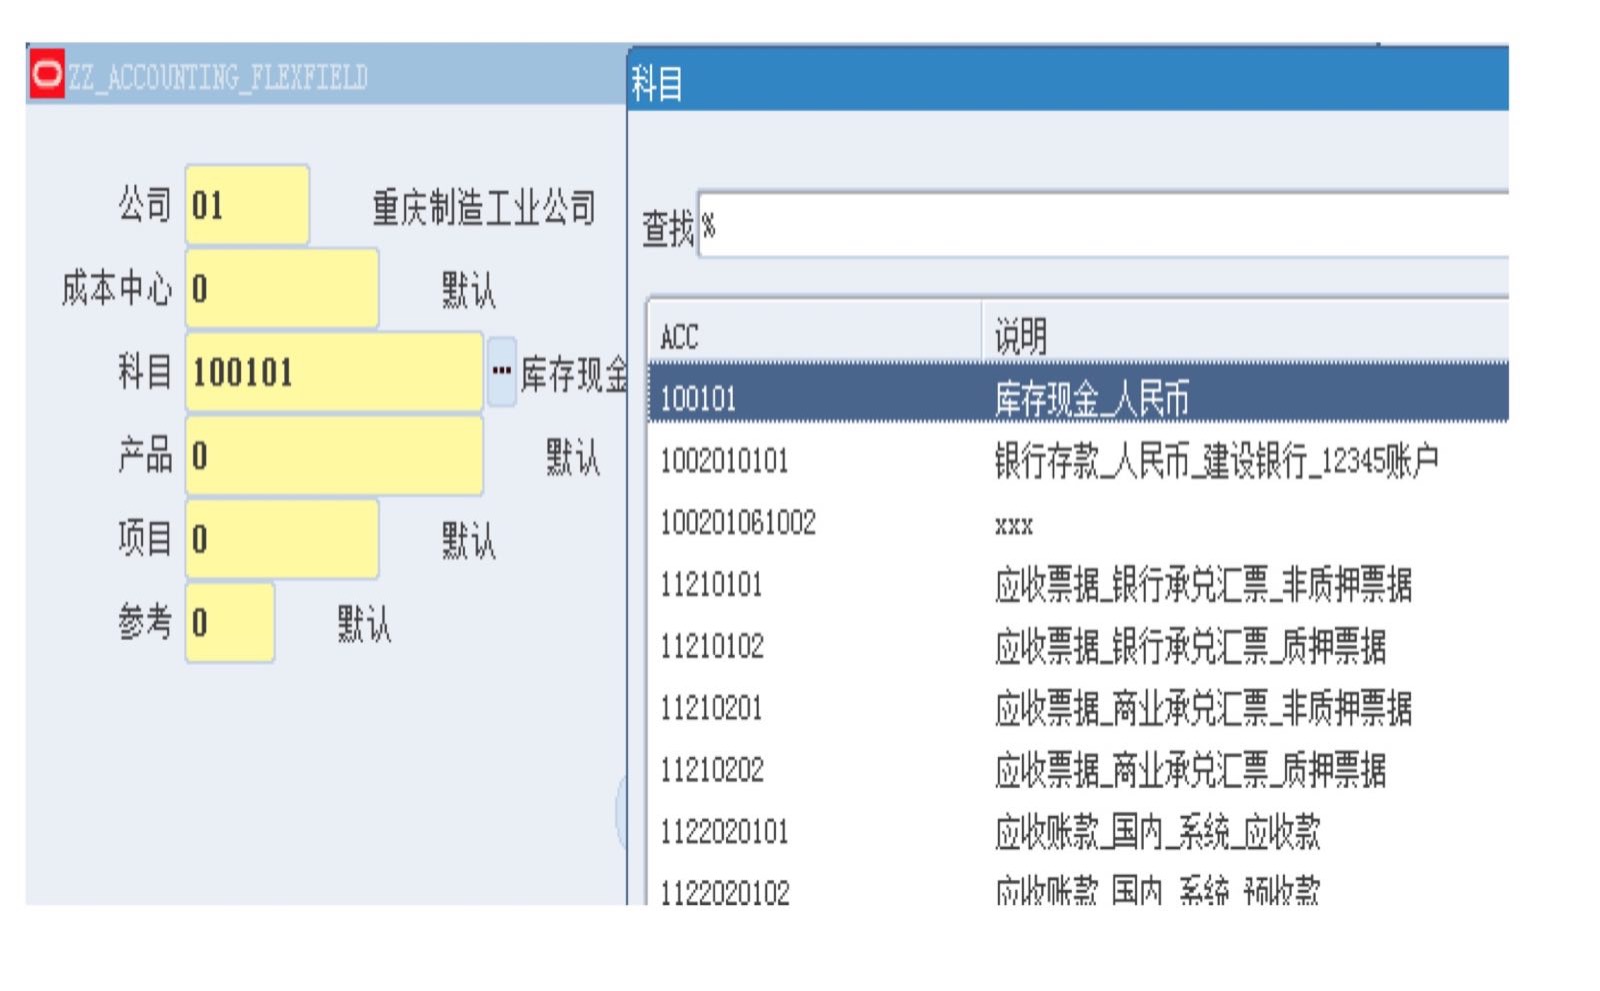 ZZ_ACCOUNTING_FLEXFIELD
公司 01 重庆制造工业公司
成本中心 0 默认
科目 100101 ... 库存现金
产品 0 默认
项目 0 默认
参考 0 默认
科目
查找 %
ACC 说明
100101 库存现金_人民币
1002010101 银行存款_人民币_建设银行_12345账户
100201061002 xxx
11210101 应收票据_银行承兑汇票_非质押票据
11210102 应收票据_银行承兑汇票_质押票据
11210201 应收票据_商业承兑汇票_非质押票据
11210202 应收票据_商业承兑汇票_质押票据
1122020101 应收账款_国内_系统_应收款
1122020102 应收账款_国内_系统_预收款